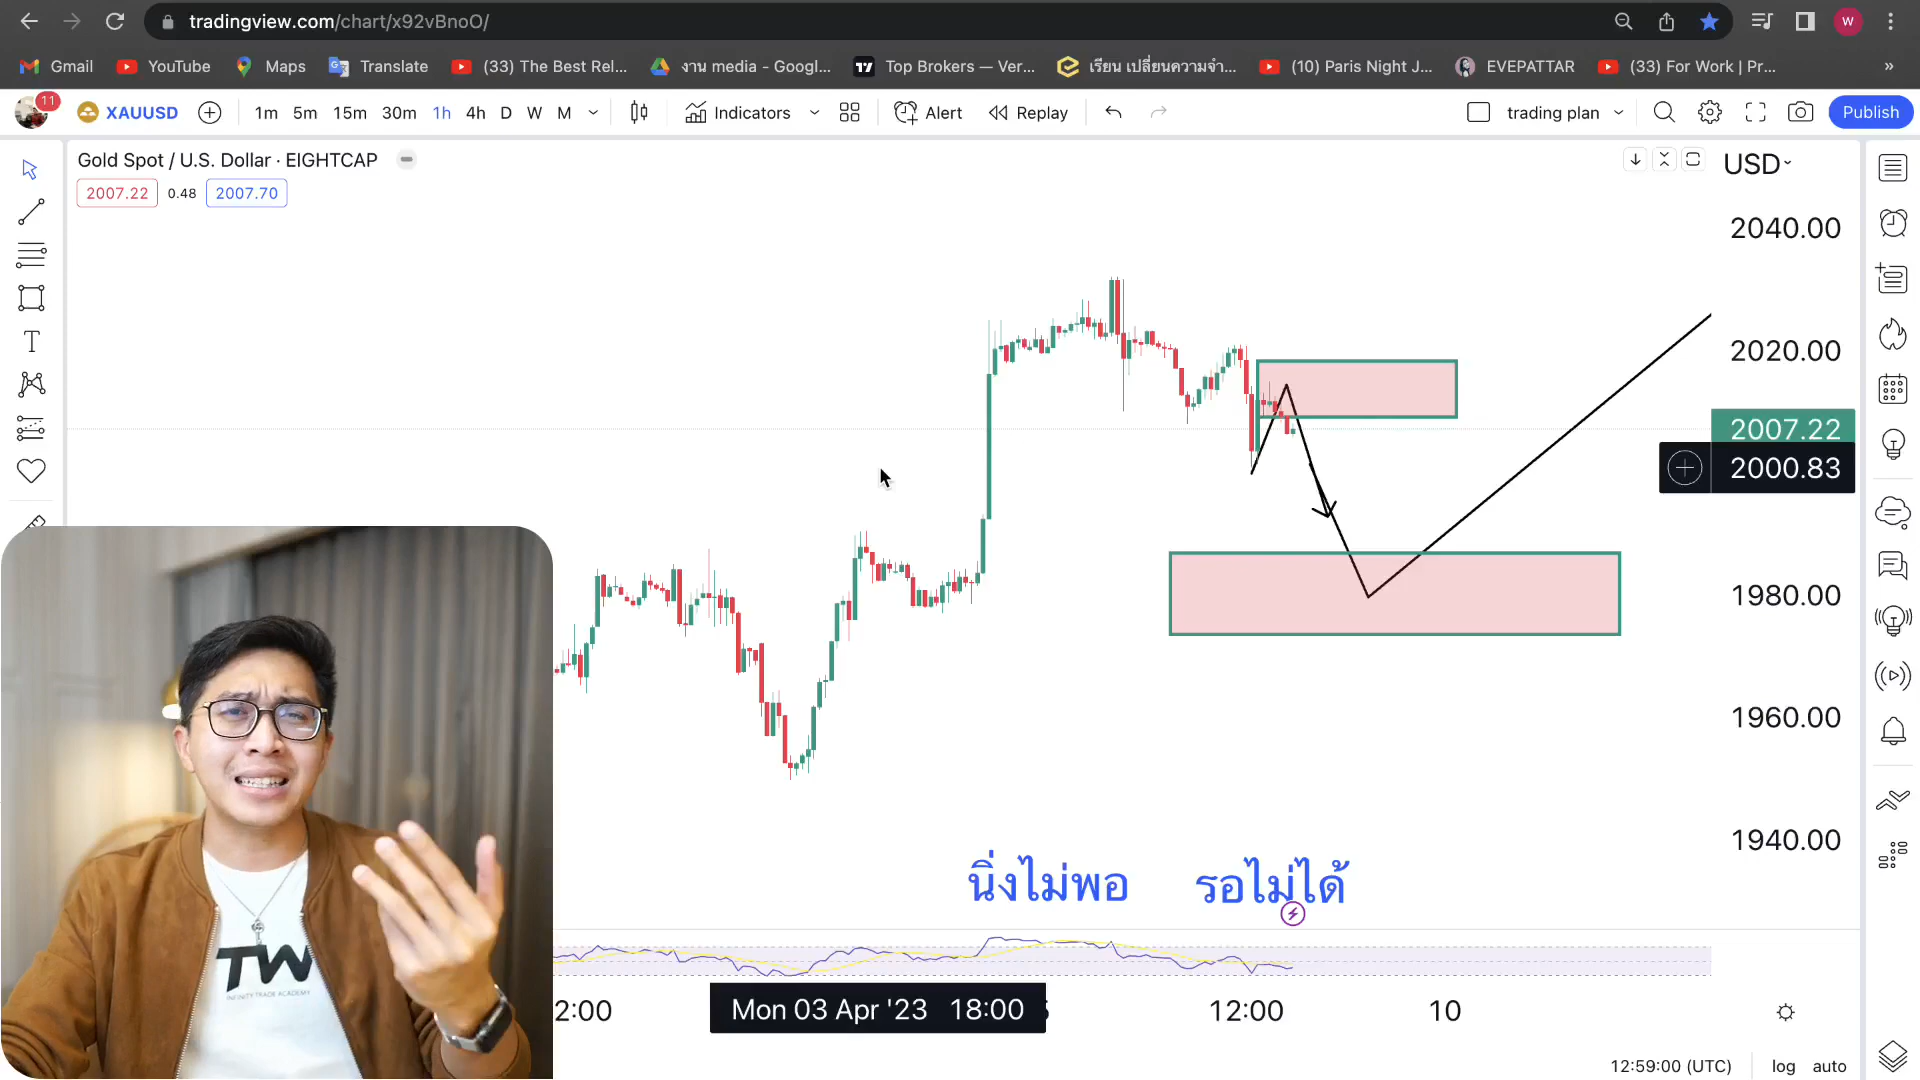 tradingview.com/chart/x92vBnoO/
W
Gmail YouTube Maps Translate (33) The Best Rel... งาน media - Googl... Top Brokers — Ver... เรียน เปลี่ยนความจำ... (10) Paris Night J... EVEPATTAR (33) For Work | Pr... »
11 XAUUSD 1m 5m 15m 30m 1h 4h D W M Indicators Alert Replay trading plan Publish
Gold Spot / U.S. Dollar · EIGHTCAP
USD
2007.22 0.48 2007.70
2040.00
2020.00
2007.22
2000.83
1980.00
1960.00
1940.00
นิ่งไม่พอ รอไม่ได้
TW
INFINITY TRADE ACADEMY
2:00 Mon 03 Apr '23 18:00 12:00 10
12:59:00 (UTC) log auto